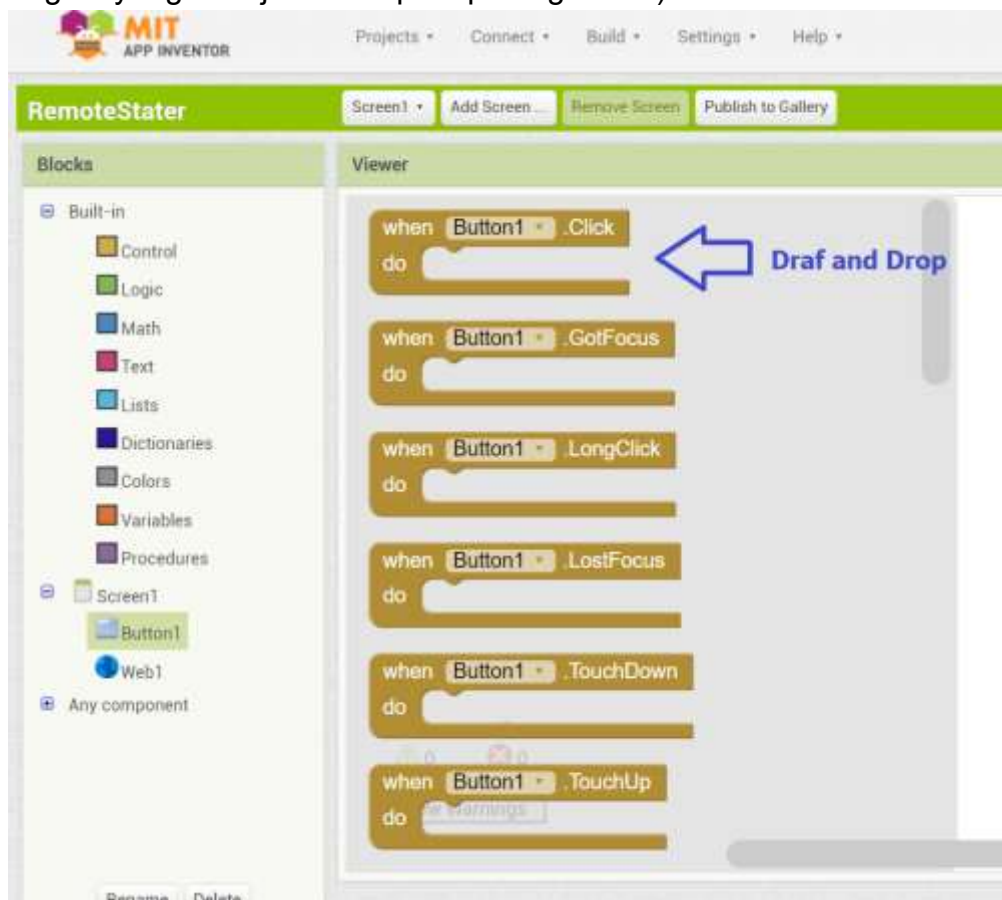 MIT
APP INVENTOR
Projects Connect Build Settings Help
RemoteStater
Screen1 Add Screen ... Remove Screen Publish to Gallery
Blocks
Viewer
Built-in
Control
Logic
Math
Text
Lists
Dictionaries
Colors
Variables
Procedures
Screen1
Button1
Web1
Any component
when Button1 .Click
do
Draf and Drop
when Button1 .GotFocus
do
when Button1 .LongClick
do
when Button1 .LostFocus
do
when Button1 .TouchDown
do
0 0
when Button1 .TouchUp
do
Warnings
Rename Delete